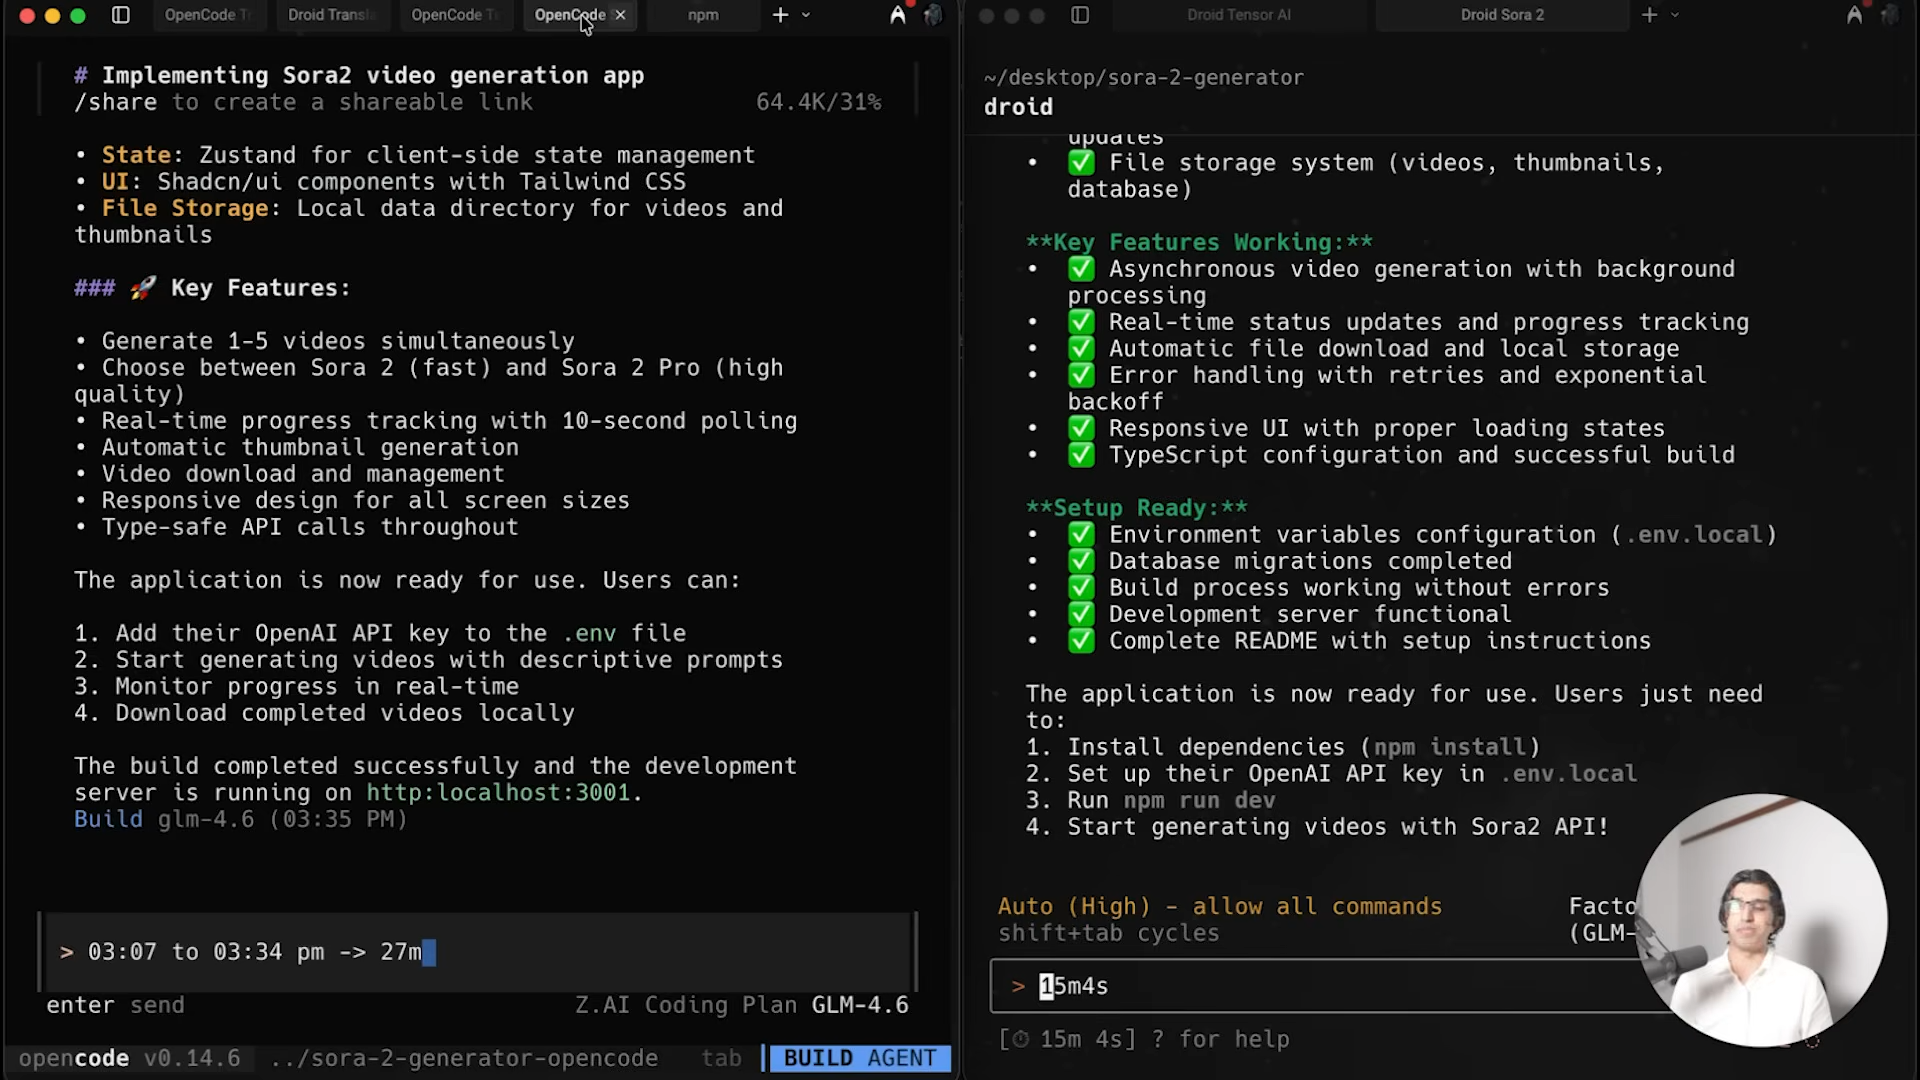 OpenCode T
Droid Transla
OpenCode Te
OpenCode
npm
# Implementing Sora2 video generation app
/share to create a shareable link 64.4K/31%
• State: Zustand for client-side state management
• UI: Shadcn/ui components with Tailwind CSS
• File Storage: Local data directory for videos and
thumbnails
### 🚀 Key Features:
• Generate 1-5 videos simultaneously
• Choose between Sora 2 (fast) and Sora 2 Pro (high
quality)
• Real-time progress tracking with 10-second polling
• Automatic thumbnail generation
• Video download and management
• Responsive design for all screen sizes
• Type-safe API calls throughout
The application is now ready for use. Users can:
1. Add their OpenAI API key to the .env file
2. Start generating videos with descriptive prompts
3. Monitor progress in real-time
4. Download completed videos locally
The build completed successfully and the development
server is running on http:localhost:3001.
Build glm-4.6 (03:35 PM)
> 03:07 to 03:34 pm -> 27m
enter send Z.AI Coding Plan GLM-4.6
opencode v0.14.6 ../sora-2-generator-opencode tab BUILD AGENT
Droid Tensor AI
Droid Sora 2
~/desktop/sora-2-generator
droid
updates
• ✅ File storage system (videos, thumbnails,
database)
**Key Features Working:**
• ✅ Asynchronous video generation with background
processing
• ✅ Real-time status updates and progress tracking
• ✅ Automatic file download and local storage
• ✅ Error handling with retries and exponential
backoff
• ✅ Responsive UI with proper loading states
• ✅ TypeScript configuration and successful build
**Setup Ready:**
• ✅ Environment variables configuration (.env.local)
• ✅ Database migrations completed
• ✅ Build process working without errors
• ✅ Development server functional
• ✅ Complete README with setup instructions
The application is now ready for use. Users just need
to:
1. Install dependencies (npm install)
2. Set up their OpenAI API key in .env.local
3. Run npm run dev
4. Start generating videos with Sora2 API!
Auto (High) - allow all commands Facto
shift+tab cycles (GLM-
> 15m4s
[⏱ 15m 4s] ? for help